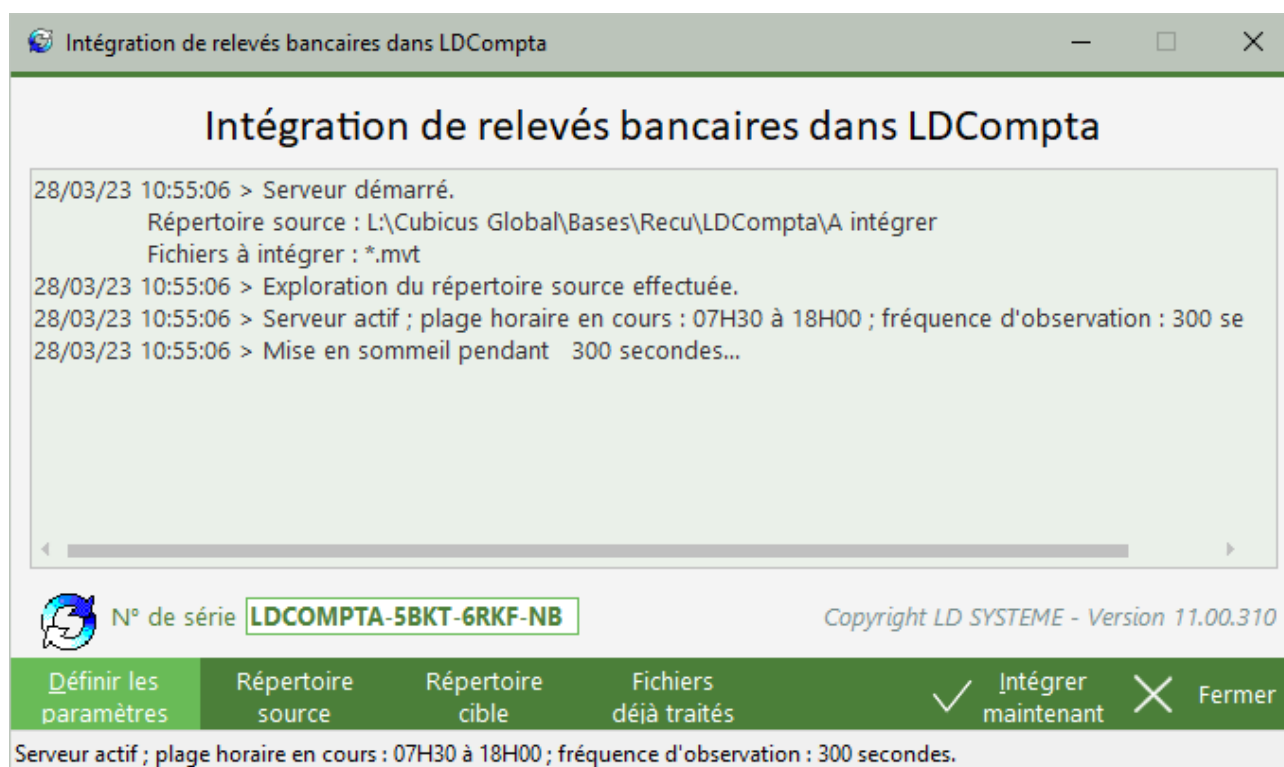 Intégration de relevés bancaires dans LDCompta
Intégration de relevés bancaires dans LDCompta
28/03/23 10:55:06 > Serveur démarré.
Répertoire source : L:\Cubicus Global\Bases\Recu\LDCompta\A intégrer
Fichiers à intégrer : *.mvt
28/03/23 10:55:06 > Exploration du répertoire source effectuée.
28/03/23 10:55:06 > Serveur actif ; plage horaire en cours : 07H30 à 18H00 ; fréquence d'observation : 300 se
28/03/23 10:55:06 > Mise en sommeil pendant   300 secondes...
N° de série LDCOMPTA-5BKT-6RKF-NB
Copyright LD SYSTEME - Version 11.00.310
Définir les paramètres
Répertoire source
Répertoire cible
Fichiers déjà traités
Intégrer maintenant
Fermer
Serveur actif ; plage horaire en cours : 07H30 à 18H00 ; fréquence d'observation : 300 secondes.